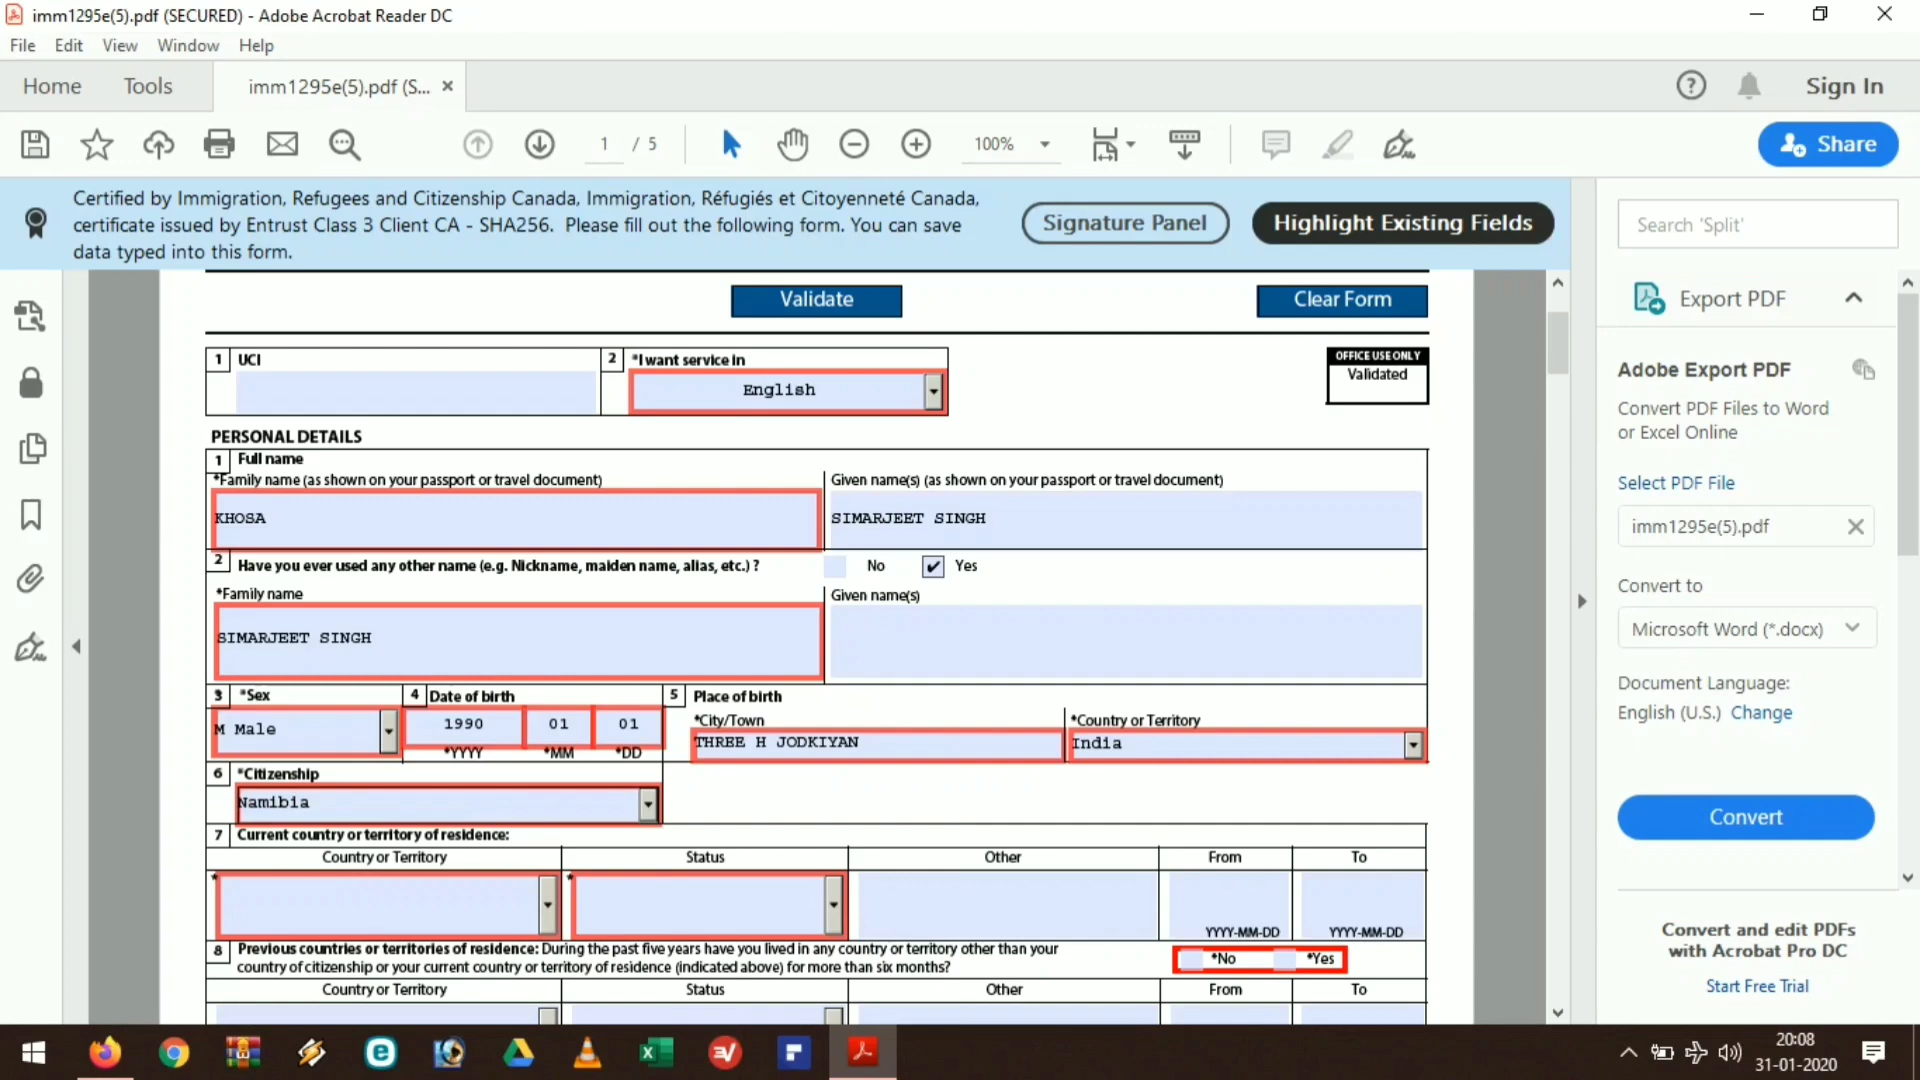 imm1295e(5).pdf (SECURED) - Adobe Acrobat Reader DC
File Edit View Window Help
Home Tools imm1295e(5).pdf (S... × Sign In
1 / 5 100% Share
Certified by Immigration, Refugees and Citizenship Canada, Immigration, Réfugiés et Citoyenneté Canada,
certificate issued by Entrust Class 3 Client CA - SHA256. Please fill out the following form. You can save
data typed into this form.
Signature Panel Highlight Existing Fields
Validate Clear Form
1 UCI 2 *I want service in
English
OFFICE USE ONLY
Validated
PERSONAL DETAILS
1 Full name
*Family name (as shown on your passport or travel document) Given name(s) (as shown on your passport or travel document)
KHOSA SIMARJEET SINGH
2 Have you ever used any other name (e.g. Nickname, maiden name, alias, etc.) ? No Yes
*Family name Given name(s)
SIMARJEET SINGH
3 *Sex 4 Date of birth 5 Place of birth
*City/Town *Country or Territory
M Male 1990 01 01 THREE H JODKIYAN India
*YYYY *MM *DD
6 *Citizenship
Namibia
7 Current country or territory of residence:
Country or Territory Status Other From To
* *
YYYY-MM-DD YYYY-MM-DD
8 Previous countries or territories of residence: During the past five years have you lived in any country or territory other than your
country of citizenship or your current country or territory of residence (indicated above) for more than six months?
*No *Yes
Country or Territory Status Other From To
Search 'Split'
Export PDF
Adobe Export PDF
Convert PDF Files to Word
or Excel Online
Select PDF File
imm1295e(5).pdf
Convert to
Microsoft Word (*.docx)
Document Language:
English (U.S.) Change
Convert
Convert and edit PDFs
with Acrobat Pro DC
Start Free Trial
20:08
31-01-2020